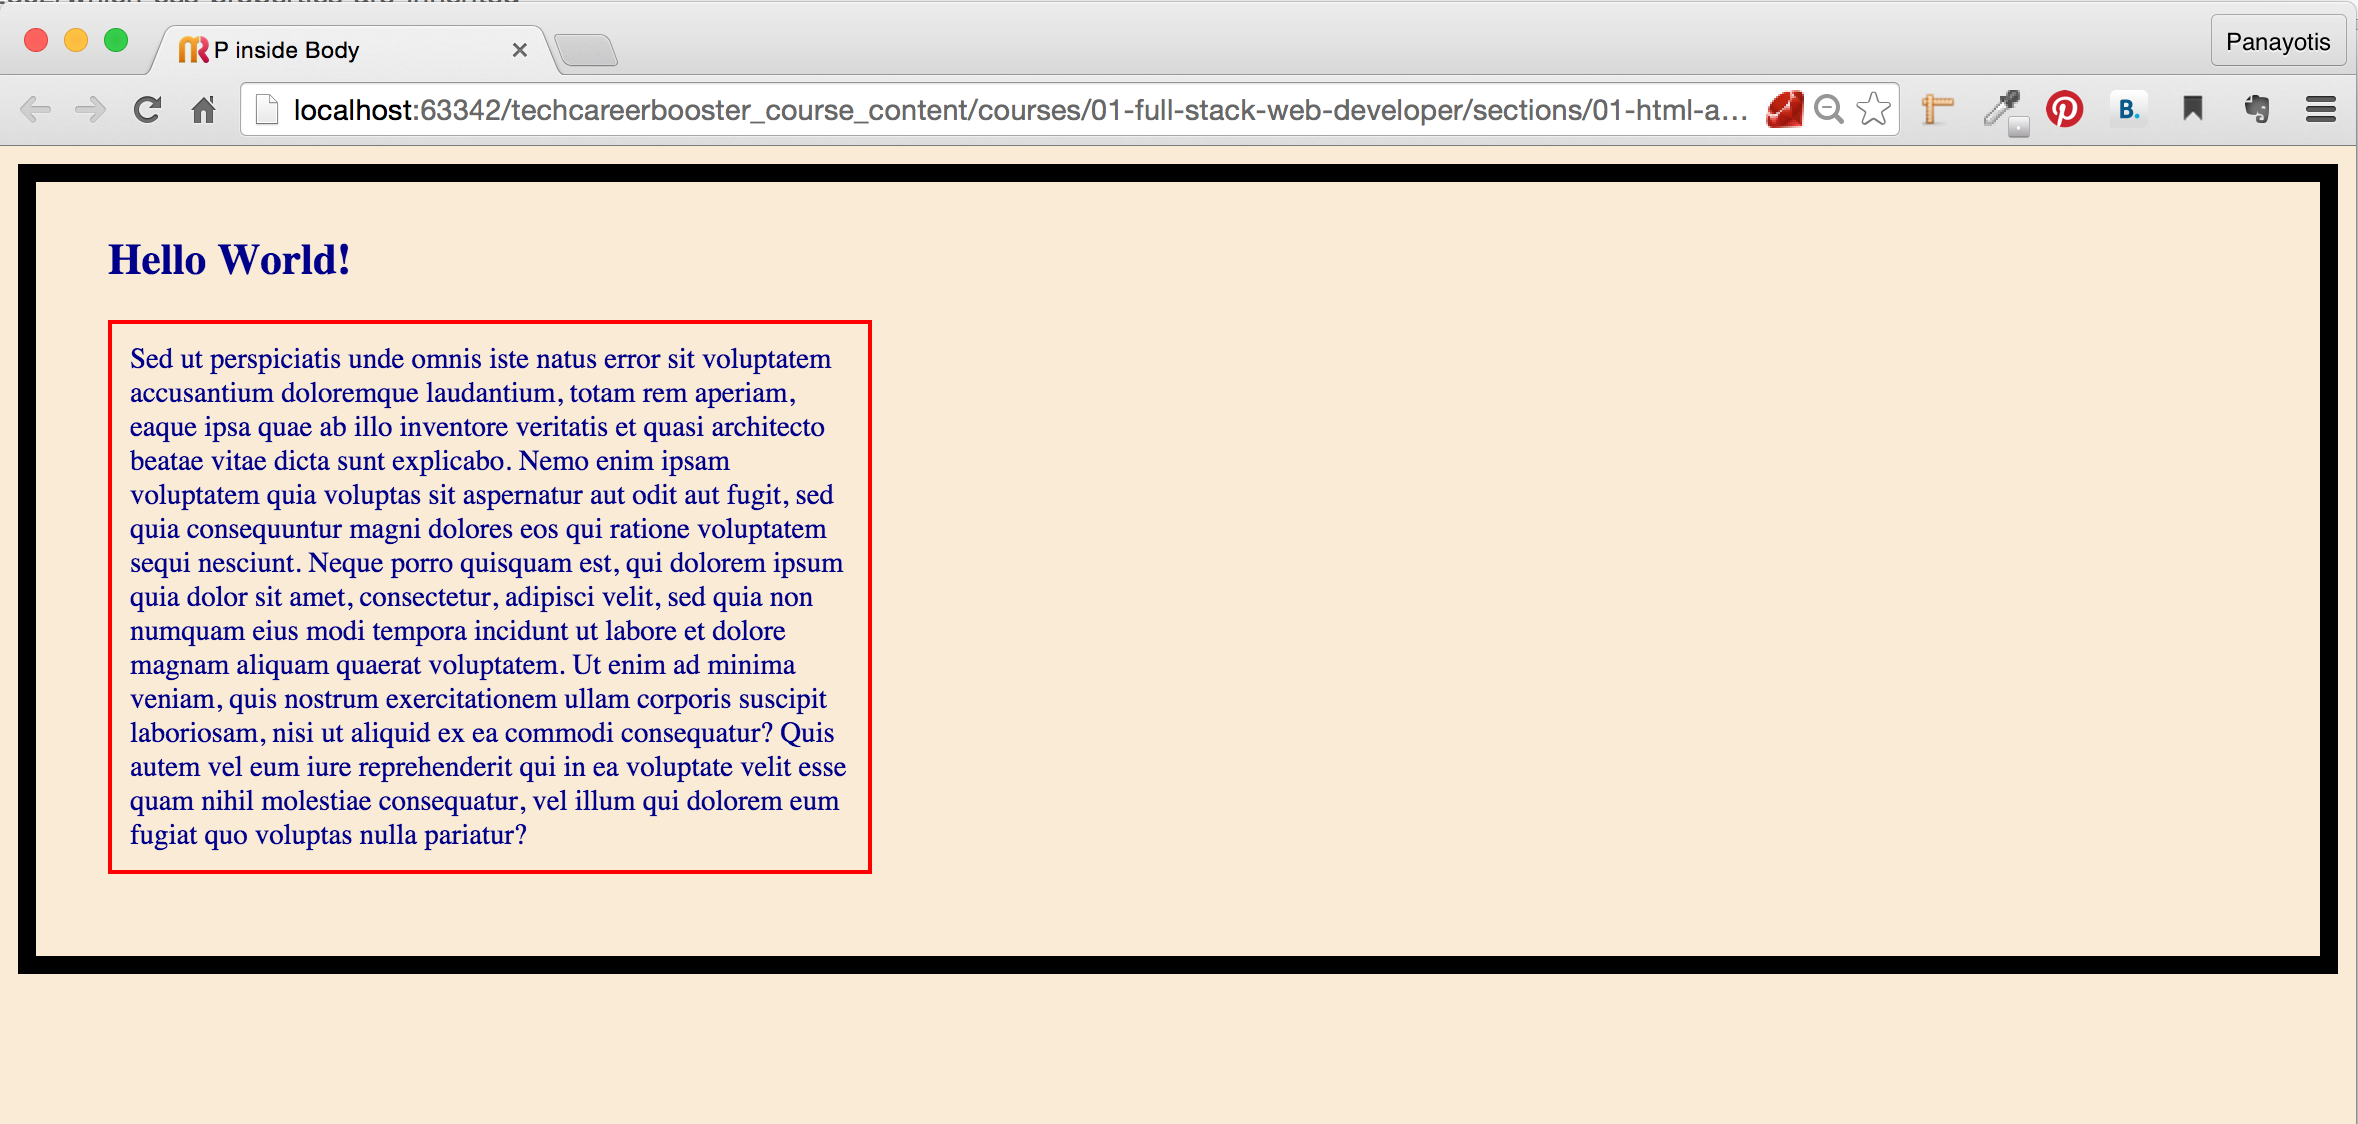 P inside Body
Panayotis
localhost:63342/techcareerbooster_course_content/courses/01-full-stack-web-developer/sections/01-html-a...
B.
Hello World!
Sed ut perspiciatis unde omnis iste natus error sit voluptatem
accusantium doloremque laudantium, totam rem aperiam,
eaque ipsa quae ab illo inventore veritatis et quasi architecto
beatae vitae dicta sunt explicabo. Nemo enim ipsam
voluptatem quia voluptas sit aspernatur aut odit aut fugit, sed
quia consequuntur magni dolores eos qui ratione voluptatem
sequi nesciunt. Neque porro quisquam est, qui dolorem ipsum
quia dolor sit amet, consectetur, adipisci velit, sed quia non
numquam eius modi tempora incidunt ut labore et dolore
magnam aliquam quaerat voluptatem. Ut enim ad minima
veniam, quis nostrum exercitationem ullam corporis suscipit
laboriosam, nisi ut aliquid ex ea commodi consequatur? Quis
autem vel eum iure reprehenderit qui in ea voluptate velit esse
quam nihil molestiae consequatur, vel illum qui dolorem eum
fugiat quo voluptas nulla pariatur?